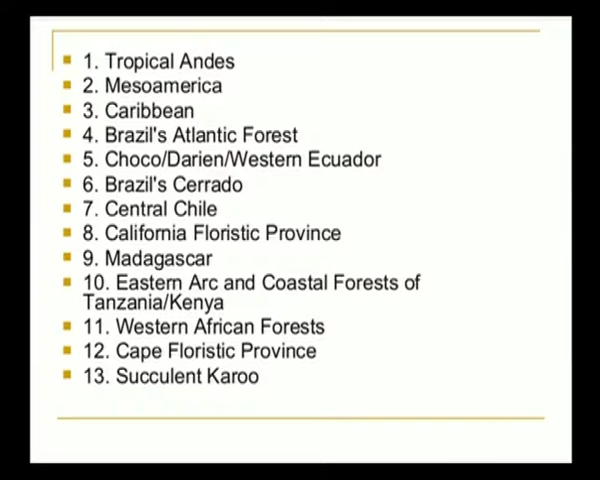 1. Tropical Andes
2. Mesoamerica
3. Caribbean
4. Brazil's Atlantic Forest
5. Choco/Darien/Western Ecuador
6. Brazil's Cerrado
7. Central Chile
8. California Floristic Province
9. Madagascar
10. Eastern Arc and Coastal Forests of
Tanzania/Kenya
11. Western African Forests
12. Cape Floristic Province
13. Succulent Karoo